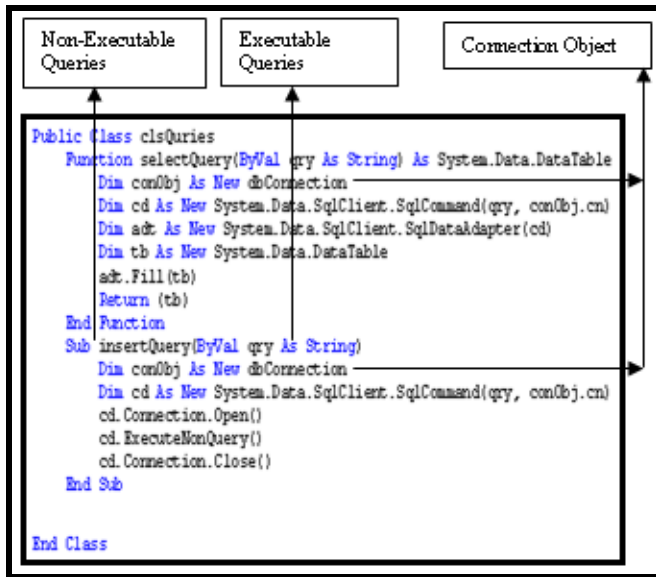 Non-Executable
Queries
Executable
Queries
Connection Object
Public Class clsQuries
Function selectQuery(ByVal qry As String) As System.Data.DataTable
Dim conObj As New dbConnection
Dim cd As New System.Data.SqlClient.SqlCommand(qry, conObj.cn)
Dim adt As New System.Data.SqlClient.SqlDataAdapter(cd)
Dim tb As New System.Data.DataTable
adt.Fill(tb)
Return (tb)
End Function
Sub insertQuery(ByVal qry As String)
Dim conObj As New dbConnection
Dim cd As New System.Data.SqlClient.SqlCommand(qry, conObj.cn)
cd.Connection.Open()
cd.ExecuteNonQuery()
cd.Connection.Close()
End Sub
End Class